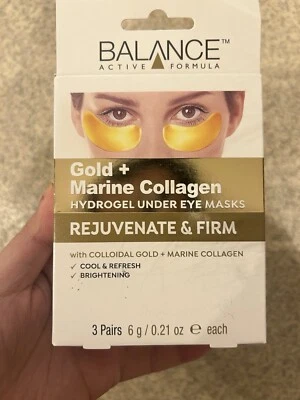 BALANCE™
ACTIVE FORMULA
Gold +
Marine Collagen
HYDROGEL UNDER EYE MASKS
REJUVENATE & FIRM
with COLLOIDAL GOLD + MARINE COLLAGEN
✓ COOL & REFRESH
✓ BRIGHTENING
3 Pairs 6 g / 0.21 oz ℮ each